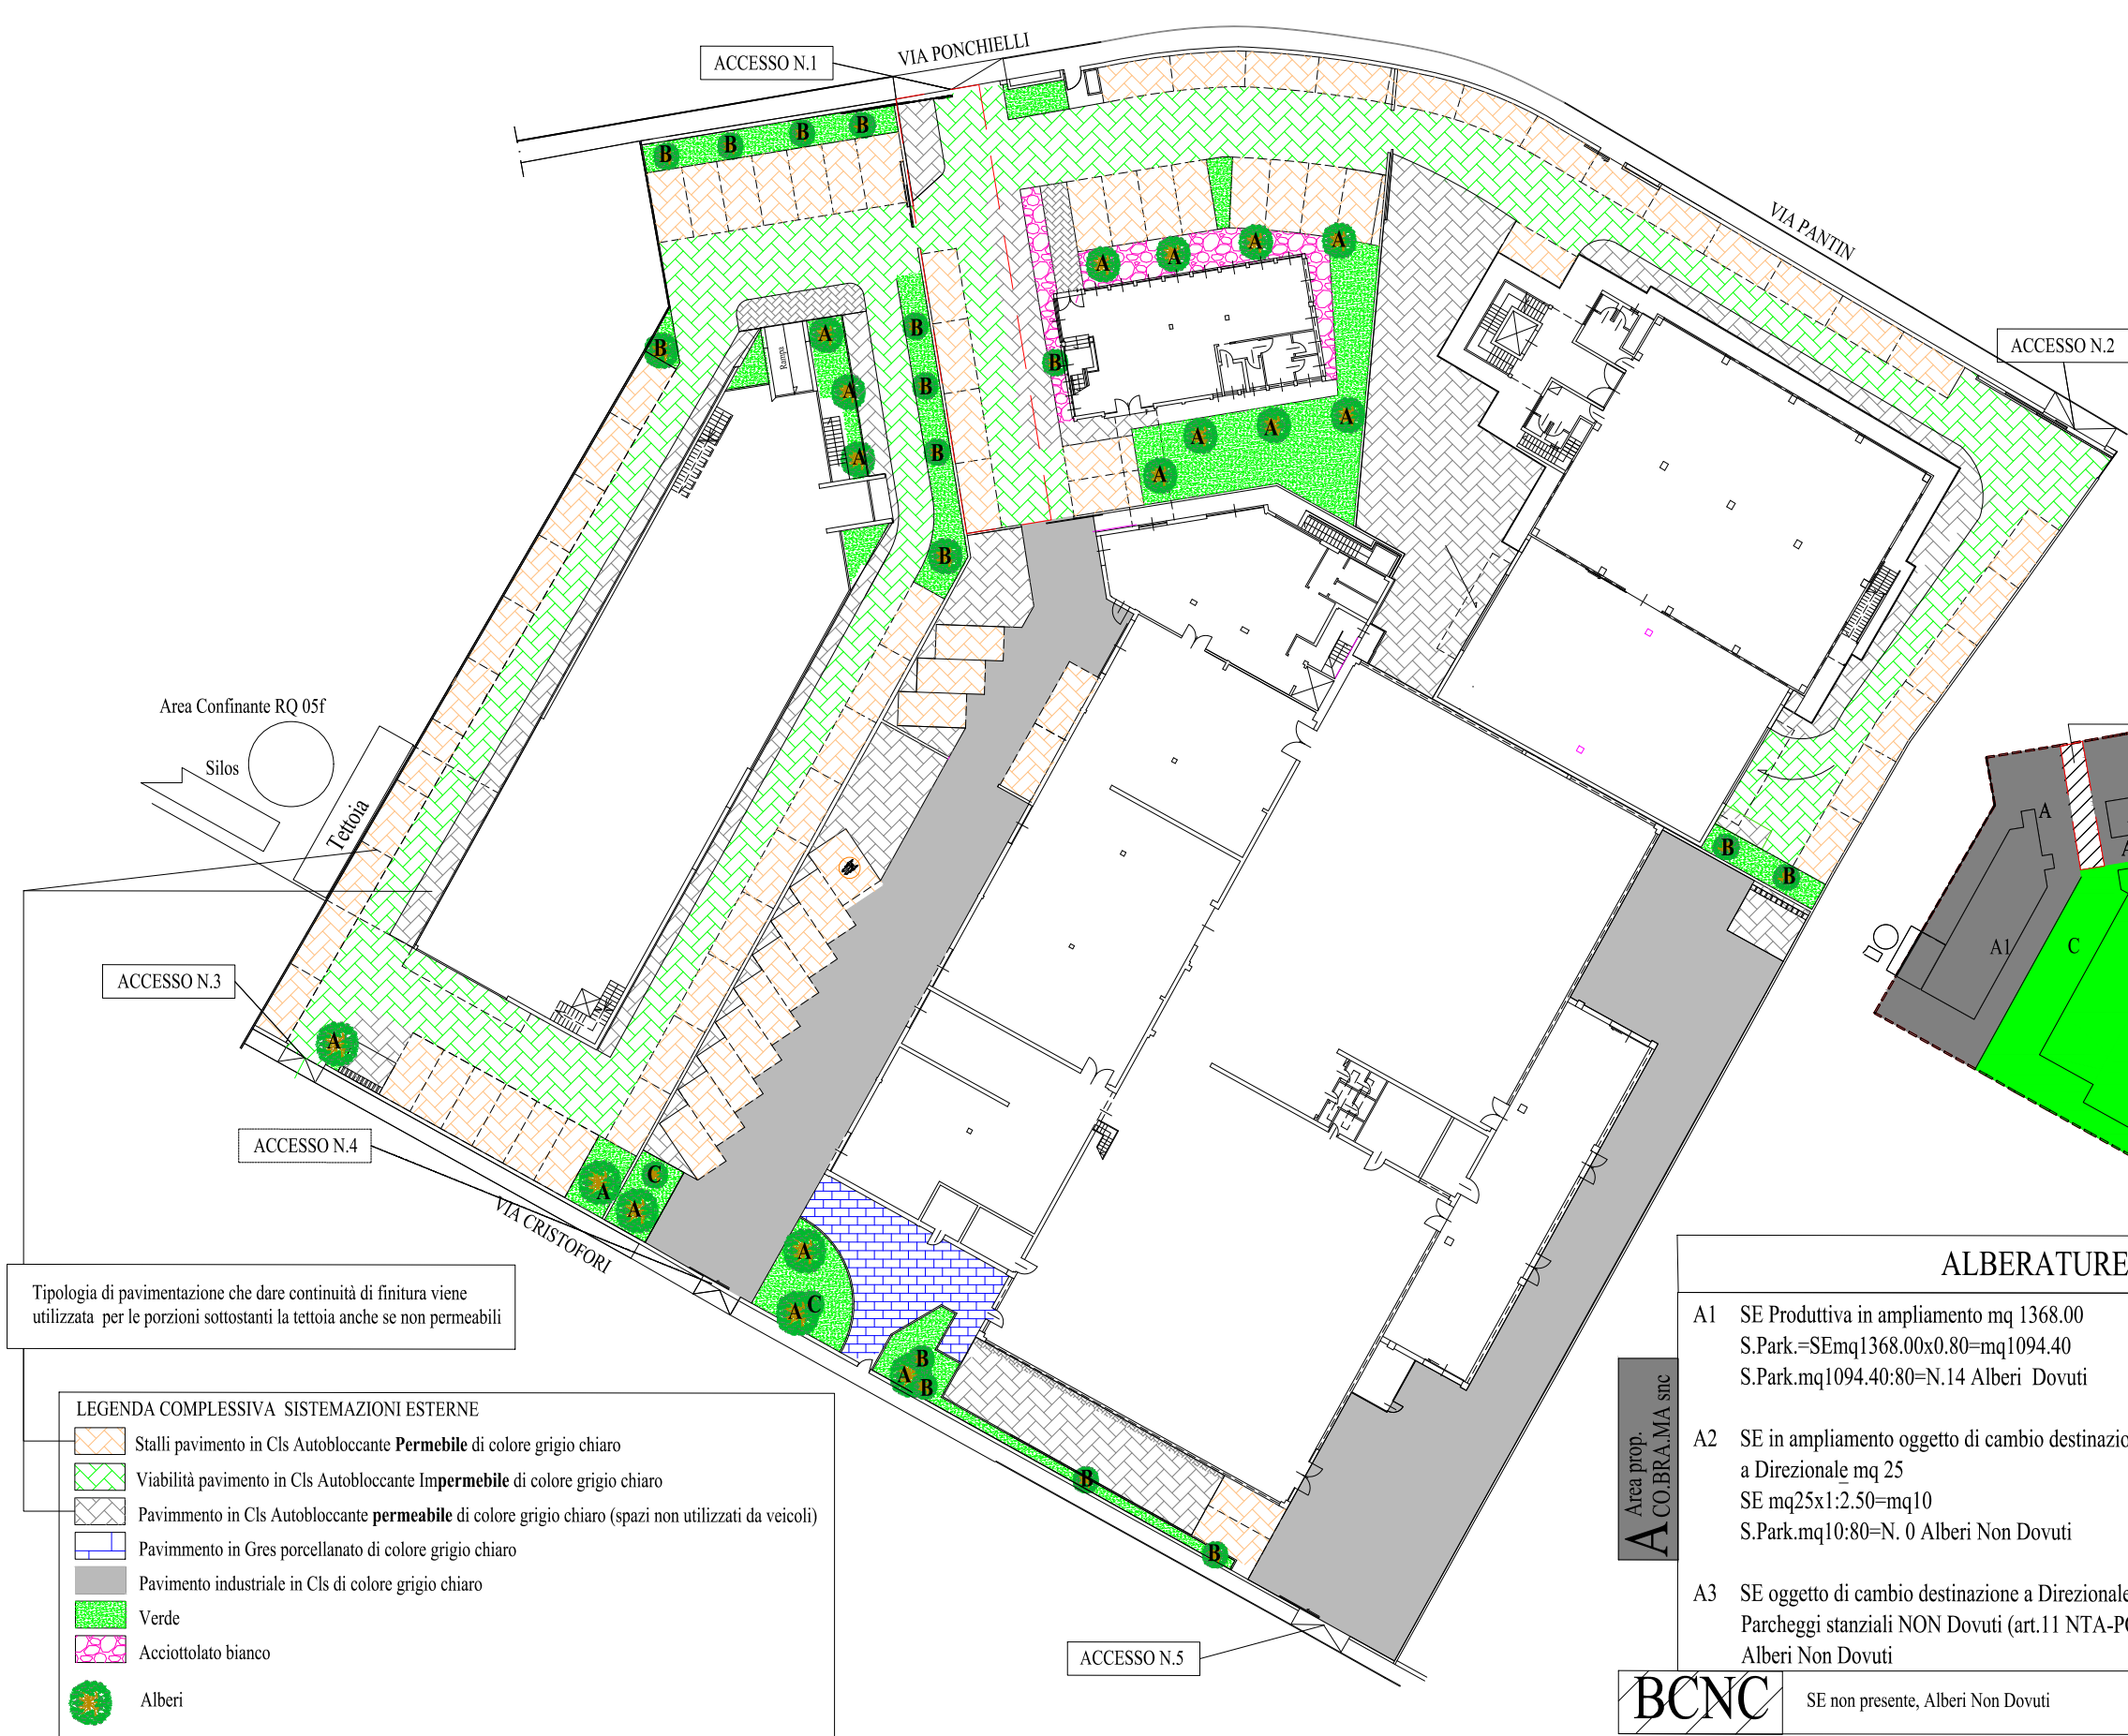 ACCESSO N.1
VIA PONCHIELLI
VIA PANTIN
ACCESSO N.2
B
B
B
B
A
A
A
A
B
B
B
B
B
B
B
Rampa
A
A
A
A
A
A
A
Area Confinante RQ 05f
Silos
Tettoia
B
B
A
A1
C
ACCESSO N.3
A
ACCESSO N.4
A
C
A
VIA CRISTOFORI
A
A
C
B
A
B
B
B
ACCESSO N.5
Tipologia di pavimentazione che dare continuità di finitura viene
utilizzata per le porzioni sottostanti la tettoia anche se non permeabili
LEGENDA COMPLESSIVA SISTEMAZIONI ESTERNE
Stalli pavimento in Cls Autobloccante Permebile di colore grigio chiaro
Viabilità pavimento in Cls Autobloccante Impermebile di colore grigio chiaro
Pavimmento in Cls Autobloccante permeabile di colore grigio chiaro (spazi non utilizzati da veicoli)
Pavimmento in Gres porcellanato di colore grigio chiaro
Pavimento industriale in Cls di colore grigio chiaro
Verde
Acciottolato bianco
Alberi
ALBERATURE
A1 SE Produttiva in ampliamento mq 1368.00
S.Park.=SEmq1368.00x0.80=mq1094.40
S.Park.mq1094.40:80=N.14 Alberi Dovuti
A2 SE in ampliamento oggetto di cambio destinazio
a Direzionale mq 25
SE mq25x1:2.50=mq10
S.Park.mq10:80=N. 0 Alberi Non Dovuti
A3 SE oggetto di cambio destinazione a Direzionale
Parcheggi stanziali NON Dovuti (art.11 NTA-P
Alberi Non Dovuti
A Area prop.
CO.BRA.MA snc
BCNC
SE non presente, Alberi Non Dovuti